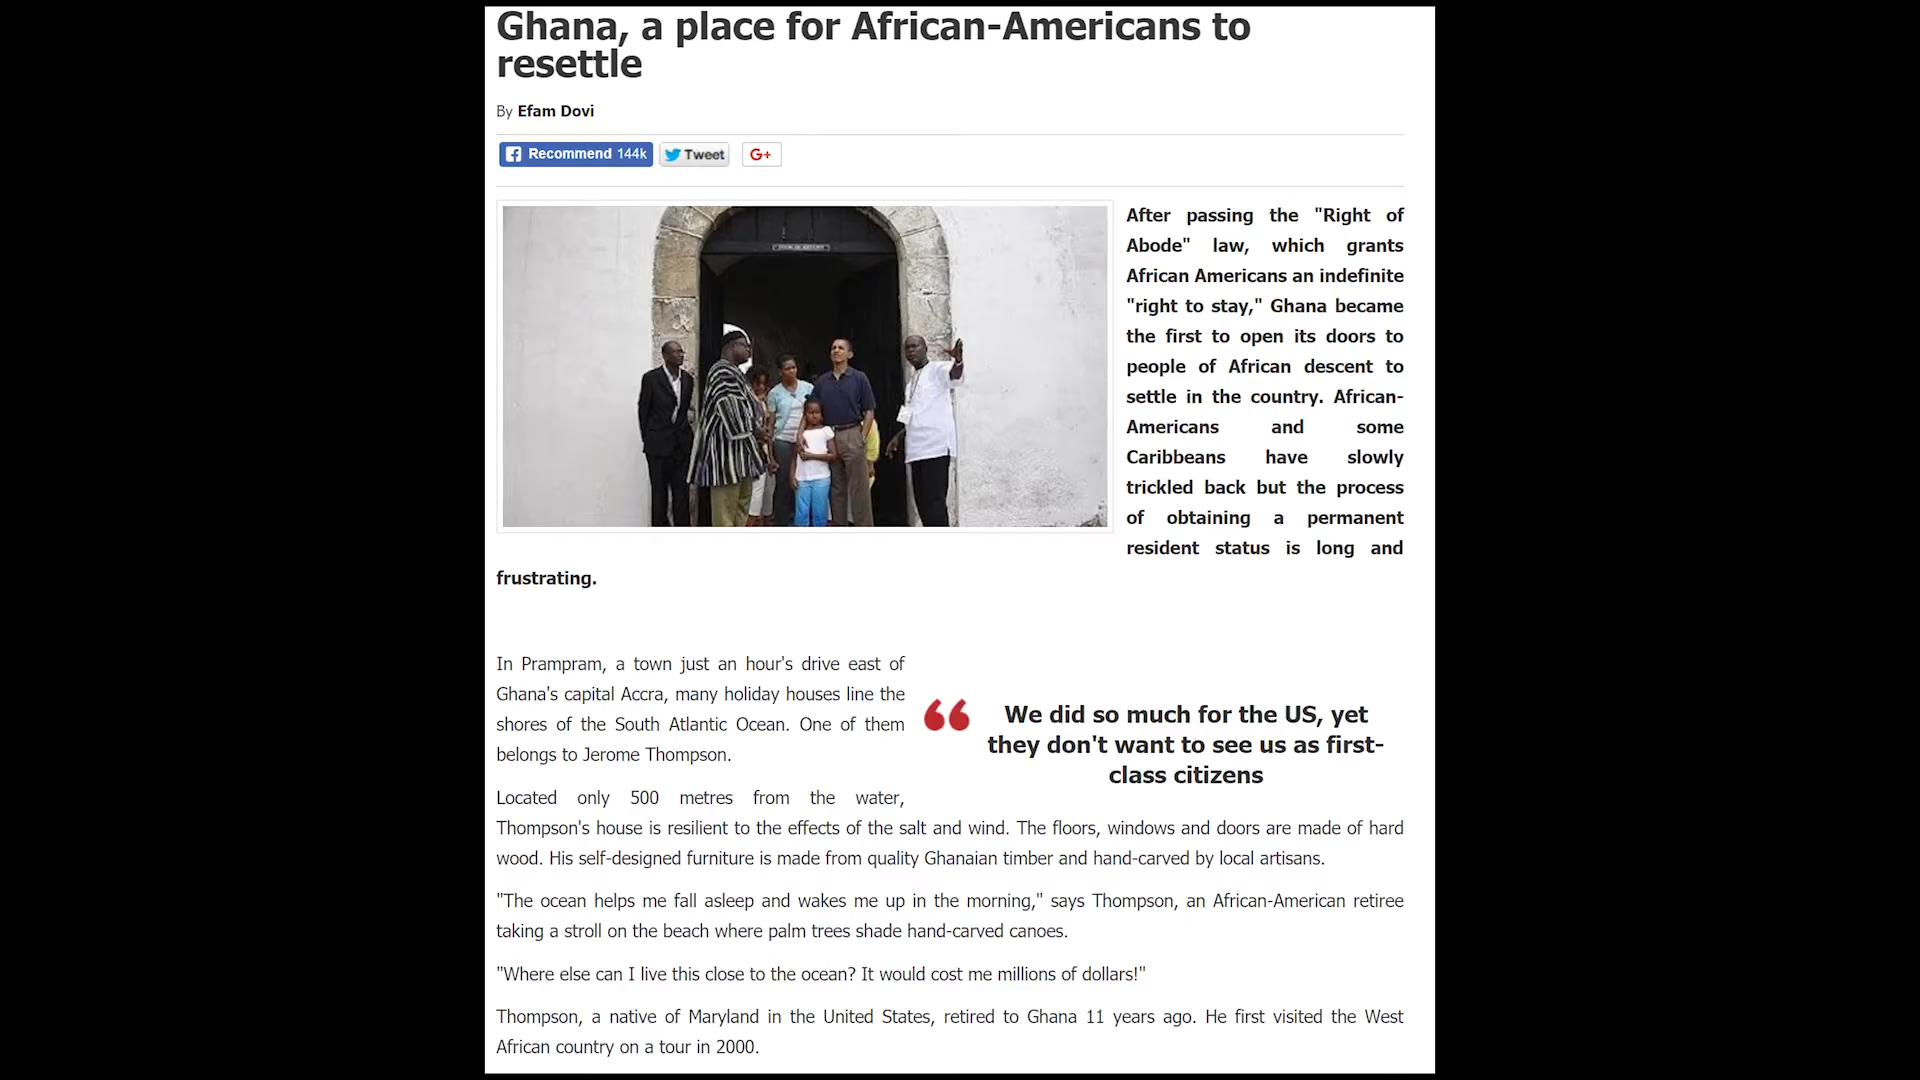 Ghana, a place for African-Americans to
resettle
By Efam Dovi
Recommend 144k
Tweet
G+
After passing the "Right of
Abode" law, which grants
African Americans an indefinite
"right to stay," Ghana became
the first to open its doors to
people of African descent to
settle in the country. African-
Americans and some
Caribbeans have slowly
trickled back but the process
of obtaining a permanent
resident status is long and
frustrating.
In Prampram, a town just an hour's drive east of
Ghana's capital Accra, many holiday houses line the
shores of the South Atlantic Ocean. One of them
belongs to Jerome Thompson.
“ We did so much for the US, yet
they don't want to see us as first-
class citizens
Located only 500 metres from the water,
Thompson's house is resilient to the effects of the salt and wind. The floors, windows and doors are made of hard
wood. His self-designed furniture is made from quality Ghanaian timber and hand-carved by local artisans.
"The ocean helps me fall asleep and wakes me up in the morning," says Thompson, an African-American retiree
taking a stroll on the beach where palm trees shade hand-carved canoes.
"Where else can I live this close to the ocean? It would cost me millions of dollars!"
Thompson, a native of Maryland in the United States, retired to Ghana 11 years ago. He first visited the West
African country on a tour in 2000.